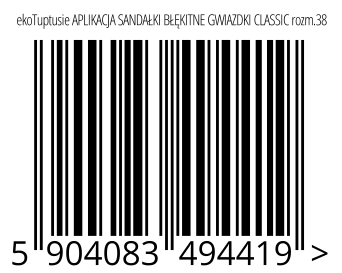 ekoTuptusie APLIKACJA SANDAŁKI BŁĘKITNE GWIAZDKI CLASSIC rozm.38
5 904083 494419 >